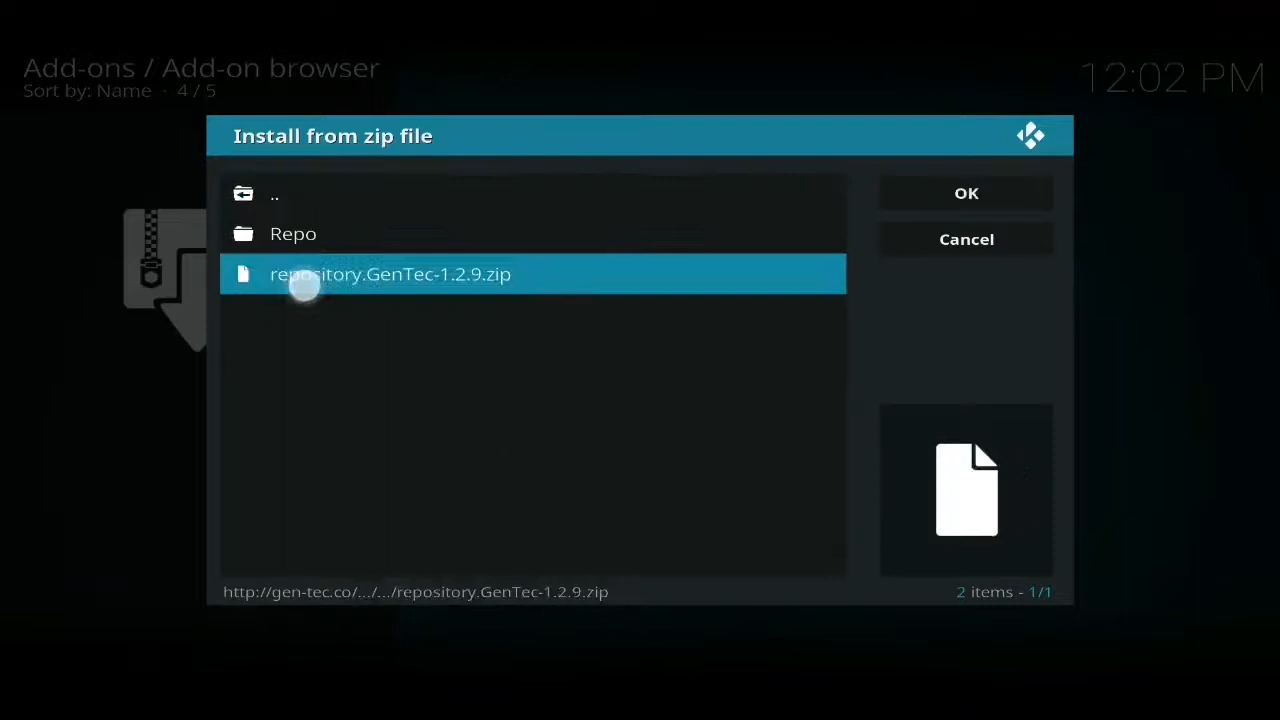 Add-ons / Add-on browser
Sort by: Name · 4 / 5
12:02 PM
Install from zip file
..
OK
Repo
Cancel
repository.GenTec-1.2.9.zip
http://gen-tec.co/.../.../repository.GenTec-1.2.9.zip
2 items - 1/1